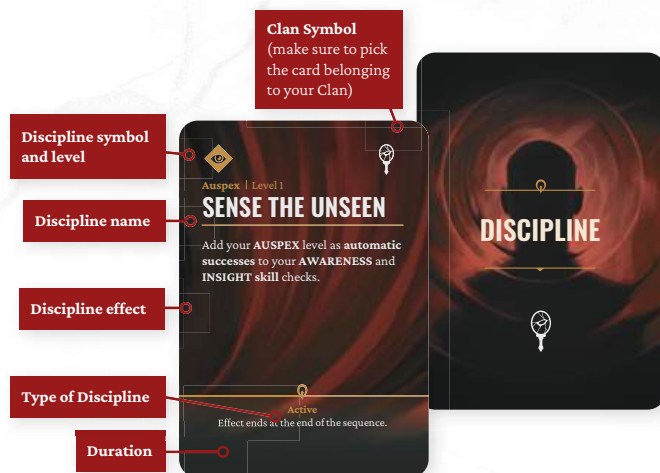 Clan Symbol
(make sure to pick
the card belonging
to your Clan)
Discipline symbol
and level
Auspex | Level 1
Discipline name
SENSE THE UNSEEN
DISCIPLINE
Add your AUSPEX level as automatic
successes to your AWARENESS and
INSIGHT skill checks.
Discipline effect
Type of Discipline
Active
Effect ends at the end of the sequence.
Duration